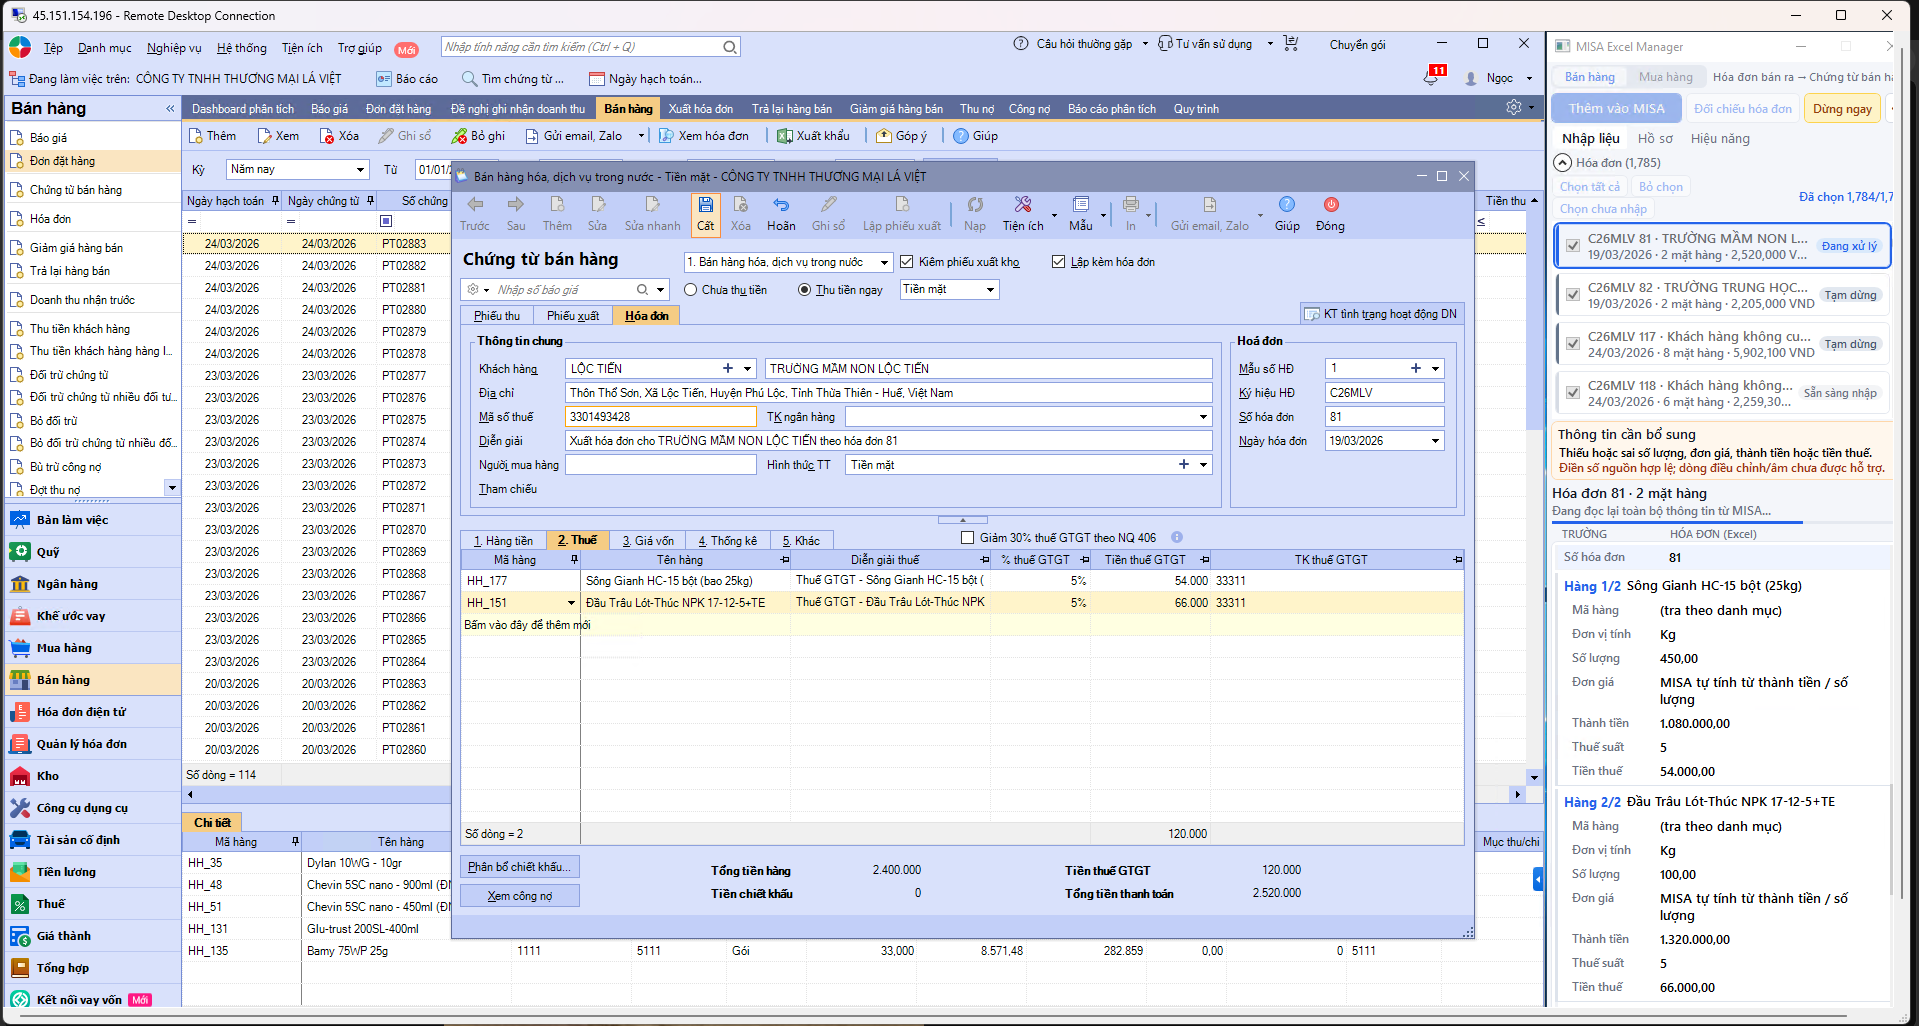 45.151.154.196 - Remote Desktop Connection
Tệp Danh mục Nghiệp vụ Hệ thống Tiện ích Trợ giúp Mới
Nhập tính năng cần tìm kiếm (Ctrl + Q)
Câu hỏi thường gặp Tư vấn sử dụng Chuyển gói
Đang làm việc trên: CÔNG TY TNHH THƯƠNG MẠI LÁ VIỆT
Báo cáo Tìm chứng từ ... Ngày hạch toán...
11 Ngọc
Bán hàng «
Dashboard phân tích Báo giá Đơn đặt hàng Đề nghị ghi nhận doanh thu Bán hàng Xuất hóa đơn Trả lại hàng bán Giảm giá hàng bán Thu nợ Công nợ Báo cáo phân tích Quy trình
Thêm Xem Xóa Ghi sổ Bỏ ghi Gửi email, Zalo Xem hóa đơn Xuất khẩu Góp ý Giúp
Kỳ Năm nay Từ 01/01/2
Báo giá
Đơn đặt hàng
Chứng từ bán hàng
Hóa đơn
Giảm giá hàng bán
Trả lại hàng bán
Doanh thu nhận trước
Thu tiền khách hàng
Thu tiền khách hàng hàng l...
Đối trừ chứng từ
Đối trừ chứng từ nhiều đối tư...
Bỏ đối trừ
Bỏ đối trừ chứng từ nhiều đố...
Bù trừ công nợ
Đợt thu nợ
Bàn làm việc
Quỹ
Ngân hàng
Khế ước vay
Mua hàng
Bán hàng
Hóa đơn điện tử
Quản lý hóa đơn
Kho
Công cụ dụng cụ
Tài sản cố định
Tiền lương
Thuế
Giá thành
Tổng hợp
Kết nối vay vốn Mới
Ngày hạch toán Ngày chứng từ Số chứng
= =
24/03/2026 24/03/2026 PT02883
24/03/2026 24/03/2026 PT02882
24/03/2026 24/03/2026 PT02881
24/03/2026 24/03/2026 PT02880
24/03/2026 24/03/2026 PT02879
24/03/2026 24/03/2026 PT02878
23/03/2026 23/03/2026 PT02877
23/03/2026 23/03/2026 PT02876
23/03/2026 23/03/2026 PT02875
23/03/2026 23/03/2026 PT02874
23/03/2026 23/03/2026 PT02873
23/03/2026 23/03/2026 PT02872
23/03/2026 23/03/2026 PT02871
23/03/2026 23/03/2026 PT02870
23/03/2026 23/03/2026 PT02869
23/03/2026 23/03/2026 PT02868
23/03/2026 23/03/2026 PT02867
23/03/2026 23/03/2026 PT02866
23/03/2026 23/03/2026 PT02865
23/03/2026 23/03/2026 PT02864
20/03/2026 20/03/2026 PT02863
20/03/2026 20/03/2026 PT02862
20/03/2026 20/03/2026 PT02861
20/03/2026 20/03/2026 PT02860
Số dòng = 114
Chi tiết
Mã hàng Tên hàng
HH_35 Dylan 10WG - 10gr
HH_48 Chevin 5SC nano - 900ml (ĐN
HH_51 Chevin 5SC nano - 450ml (ĐN
HH_131 Glu-trust 200SL-400ml
HH_135 Bamy 75WP 25g 1111 5111 Gói 33,000 8.571,48 282.859 0,00 0 5111
Tiền thu
≤
Mục thu/chi
Bán hàng hóa, dịch vụ trong nước - Tiền mặt - CÔNG TY TNHH THƯƠNG MẠI LÁ VIỆT
Trước Sau Thêm Sửa Sửa nhanh Cất Xóa Hoãn Ghi sổ Lập phiếu xuất Nạp Tiện ích Mẫu In Gửi email, Zalo Giúp Đóng
Chứng từ bán hàng
1. Bán hàng hóa, dịch vụ trong nước Kiêm phiếu xuất kho Lập kèm hóa đơn
Nhập số báo giá Chưa thu tiền Thu tiền ngay Tiền mặt
Phiếu thu Phiếu xuất Hóa đơn
KT tình trạng hoạt động DN
Thông tin chung
Khách hàng LỘC TIẾN TRƯỜNG MẦM NON LỘC TIẾN
Địa chỉ Thôn Thổ Sơn, Xã Lộc Tiến, Huyện Phú Lộc, Tỉnh Thừa Thiên - Huế, Việt Nam
Mã số thuế 3301493428 TK ngân hàng
Diễn giải Xuất hóa đơn cho TRƯỜNG MẦM NON LỘC TIẾN theo hóa đơn 81
Người mua hàng Hình thức TT Tiền mặt
Tham chiếu
Hoá đơn
Mẫu số HĐ 1
Ký hiệu HĐ C26MLV
Số hóa đơn 81
Ngày hóa đơn 19/03/2026
1. Hàng tiền 2. Thuế 3. Giá vốn 4. Thống kê 5. Khác
Giảm 30% thuế GTGT theo NQ 406
Mã hàng Tên hàng Diễn giải thuế % thuế GTGT Tiền thuế GTGT TK thuế GTGT
HH_177 Sông Gianh HC-15 bột (bao 25kg) Thuế GTGT - Sông Gianh HC-15 bột ( 5% 54.000 33311
HH_151 Đầu Trâu Lót-Thúc NPK 17-12-5+TE Thuế GTGT - Đầu Trâu Lót-Thúc NPK 5% 66.000 33311
Bấm vào đây để thêm mới
Số dòng = 2 120.000
Phân bổ chiết khấu...
Xem công nợ
Tổng tiền hàng 2.400.000 Tiền thuế GTGT 120.000
Tiền chiết khấu 0 Tổng tiền thanh toán 2.520.000
MISA Excel Manager
Bán hàng Mua hàng Hóa đơn bán ra → Chứng từ bán hà
Thêm vào MISA Đối chiếu hóa đơn Dừng ngay
Nhập liệu Hồ sơ Hiệu năng
Hóa đơn (1,785)
Chọn tất cả Bỏ chọn
Đã chọn 1,784/1,7
Chọn chưa nhập
C26MLV 81 · TRƯỜNG MẦM NON L...
19/03/2026 · 2 mặt hàng · 2,520,000 V...
Đang xử lý
C26MLV 82 · TRƯỜNG TRUNG HỌC...
19/03/2026 · 2 mặt hàng · 2,205,000 VND
Tạm dừng
C26MLV 117 · Khách hàng không cu...
24/03/2026 · 8 mặt hàng · 5,902,100 VND
Tạm dừng
C26MLV 118 · Khách hàng không...
24/03/2026 · 6 mặt hàng · 2,259,30...
Sẵn sàng nhập
Thông tin cần bổ sung
Thiếu hoặc sai số lượng, đơn giá, thành tiền hoặc tiền thuế.
Điền số nguồn hợp lệ; dòng điều chỉnh/âm chưa được hỗ trợ.
Hóa đơn 81 · 2 mặt hàng
Đang đọc lại toàn bộ thông tin từ MISA...
TRƯỜNG HÓA ĐƠN (Excel)
Số hóa đơn 81
Hàng 1/2 Sông Gianh HC-15 bột (25kg)
Mã hàng (tra theo danh mục)
Đơn vị tính Kg
Số lượng 450,00
Đơn giá MISA tự tính từ thành tiền / số
lượng
Thành tiền 1.080.000,00
Thuế suất 5
Tiền thuế 54.000,00
Hàng 2/2 Đầu Trâu Lót-Thúc NPK 17-12-5+TE
Mã hàng (tra theo danh mục)
Đơn vị tính Kg
Số lượng 100,00
Đơn giá MISA tự tính từ thành tiền / số
lượng
Thành tiền 1.320.000,00
Thuế suất 5
Tiền thuế 66.000,00